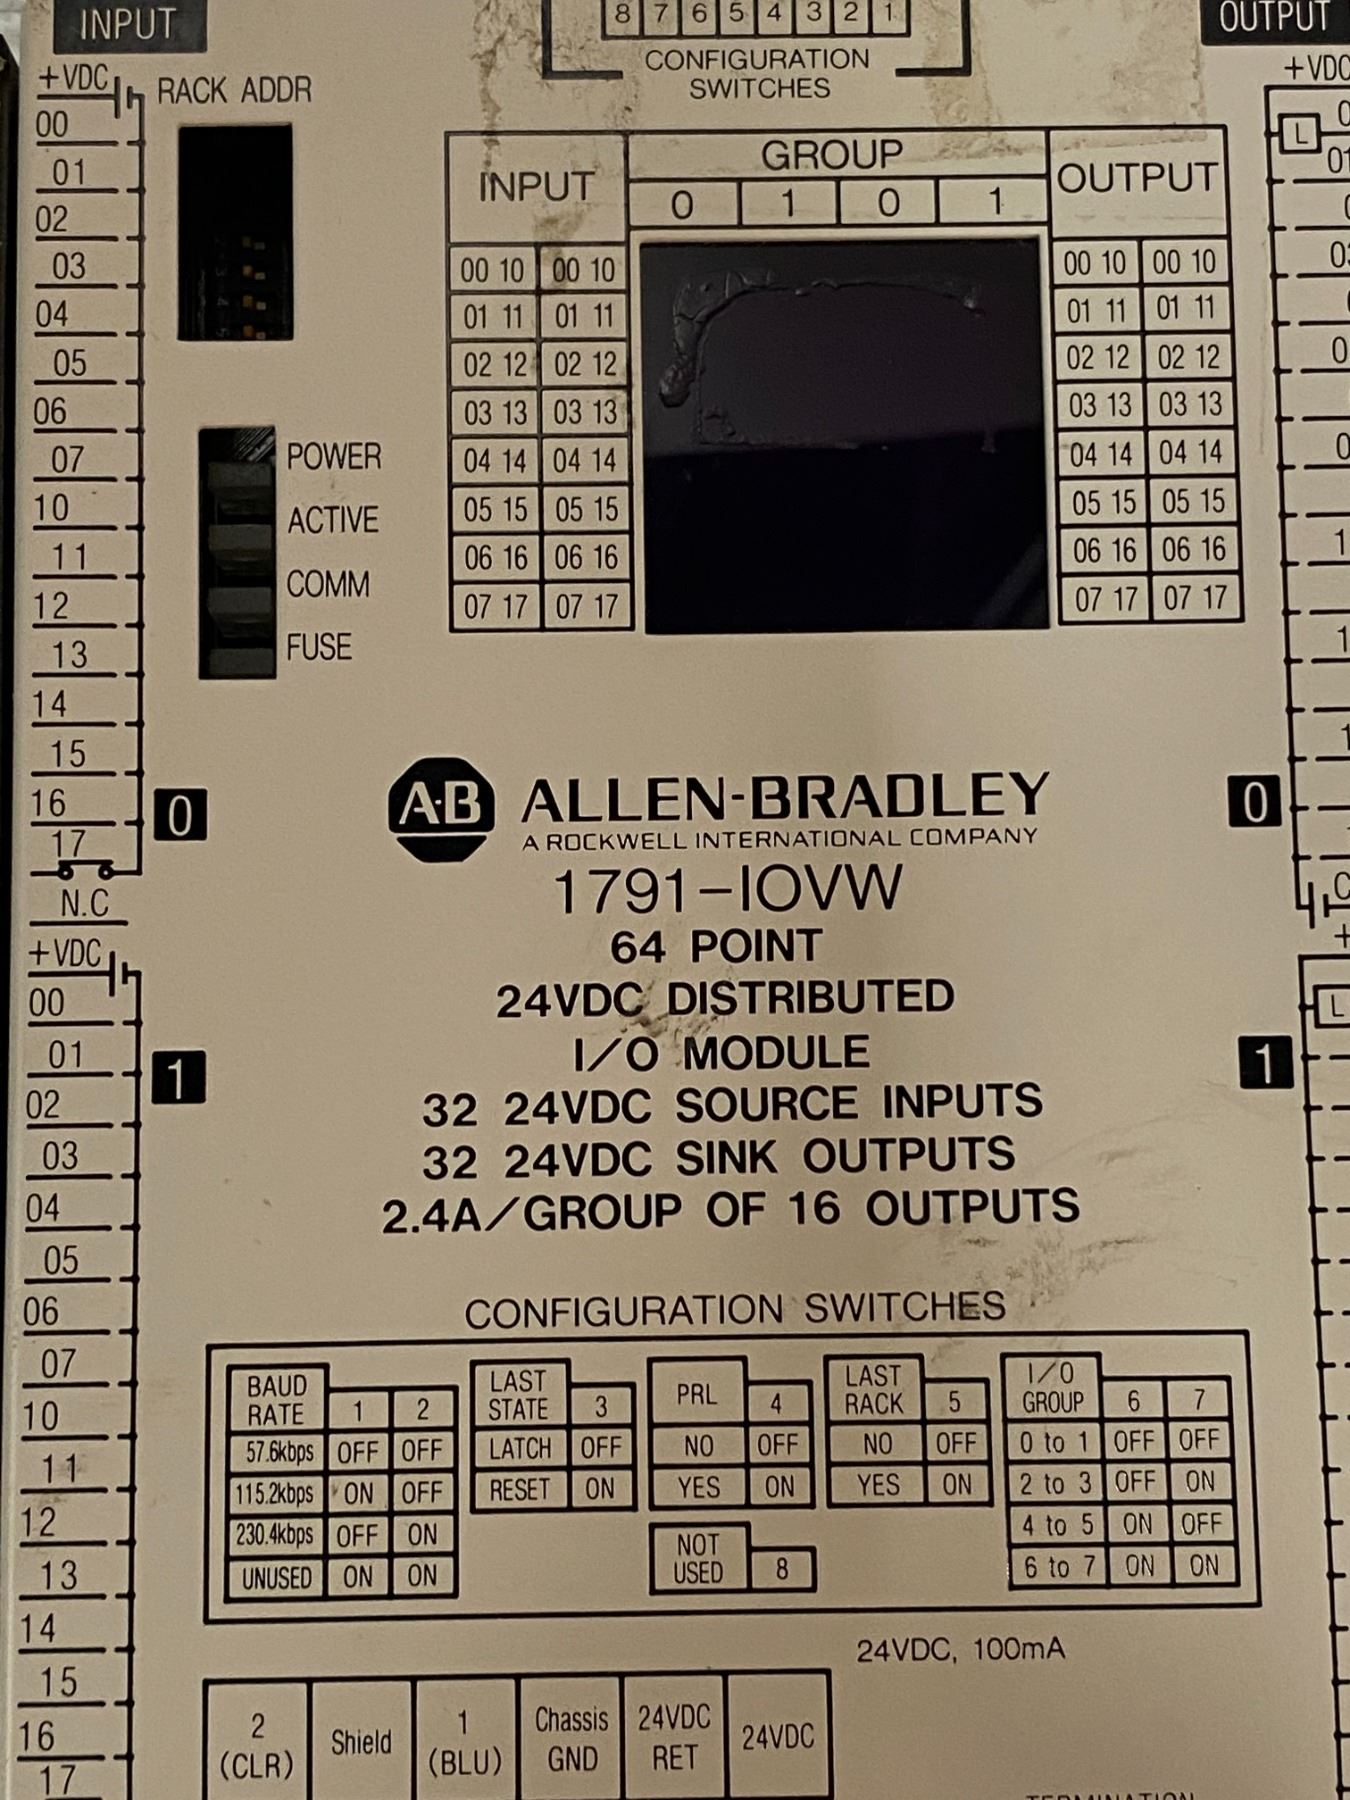 INPUT
8 7 6 5 4 3 2 1
OUTPUT
CONFIGURATION
SWITCHES
+VDC
RACK ADDR
00
01
02
03
04
05
06
07
10
11
12
13
14
15
16
17
N.C
0
+VDC
00
01
02
03
04
05
06
07
10
11
12
13
14
15
16
17
1
POWER
ACTIVE
COMM
FUSE
INPUT GROUP OUTPUT
0 1 0 1
00 10 00 10 00 10 00 10
01 11 01 11 01 11 01 11
02 12 02 12 02 12 02 12
03 13 03 13 03 13 03 13
04 14 04 14 04 14 04 14
05 15 05 15 05 15 05 15
06 16 06 16 06 16 06 16
07 17 07 17 07 17 07 17
A·B ALLEN-BRADLEY
A ROCKWELL INTERNATIONAL COMPANY
1791-IOVW
64 POINT
24VDC DISTRIBUTED
I/O MODULE
32 24VDC SOURCE INPUTS
32 24VDC SINK OUTPUTS
2.4A/GROUP OF 16 OUTPUTS
CONFIGURATION SWITCHES
BAUD RATE 1 2
57.6kbps OFF OFF
115.2kbps ON OFF
230.4kbps OFF ON
UNUSED ON ON
LAST STATE 3
LATCH OFF
RESET ON
PRL 4
NO OFF
YES ON
NOT USED 8
LAST RACK 5
NO OFF
YES ON
I/O GROUP 6 7
0 to 1 OFF OFF
2 to 3 OFF ON
4 to 5 ON OFF
6 to 7 ON ON
24VDC, 100mA
2 (CLR)
Shield
1 (BLU)
Chassis GND
24VDC RET
24VDC
TERMINATION
+VDC
L
01
0
1
L